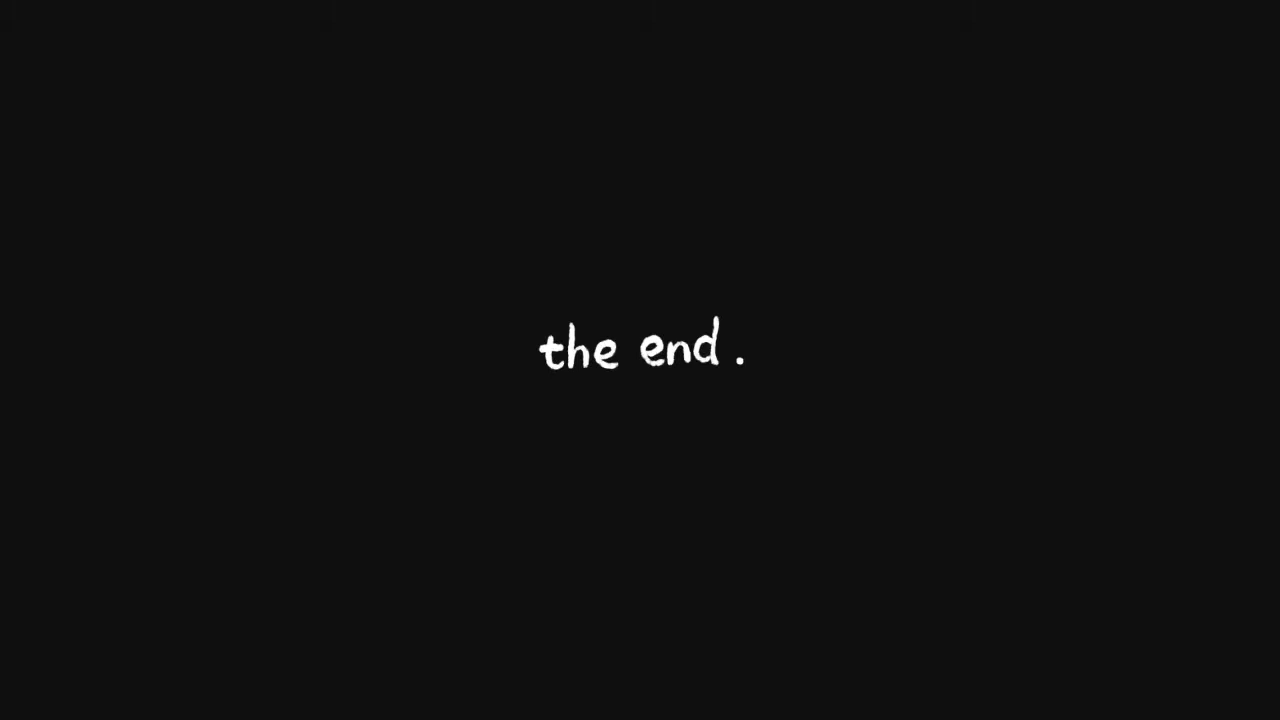 the end .